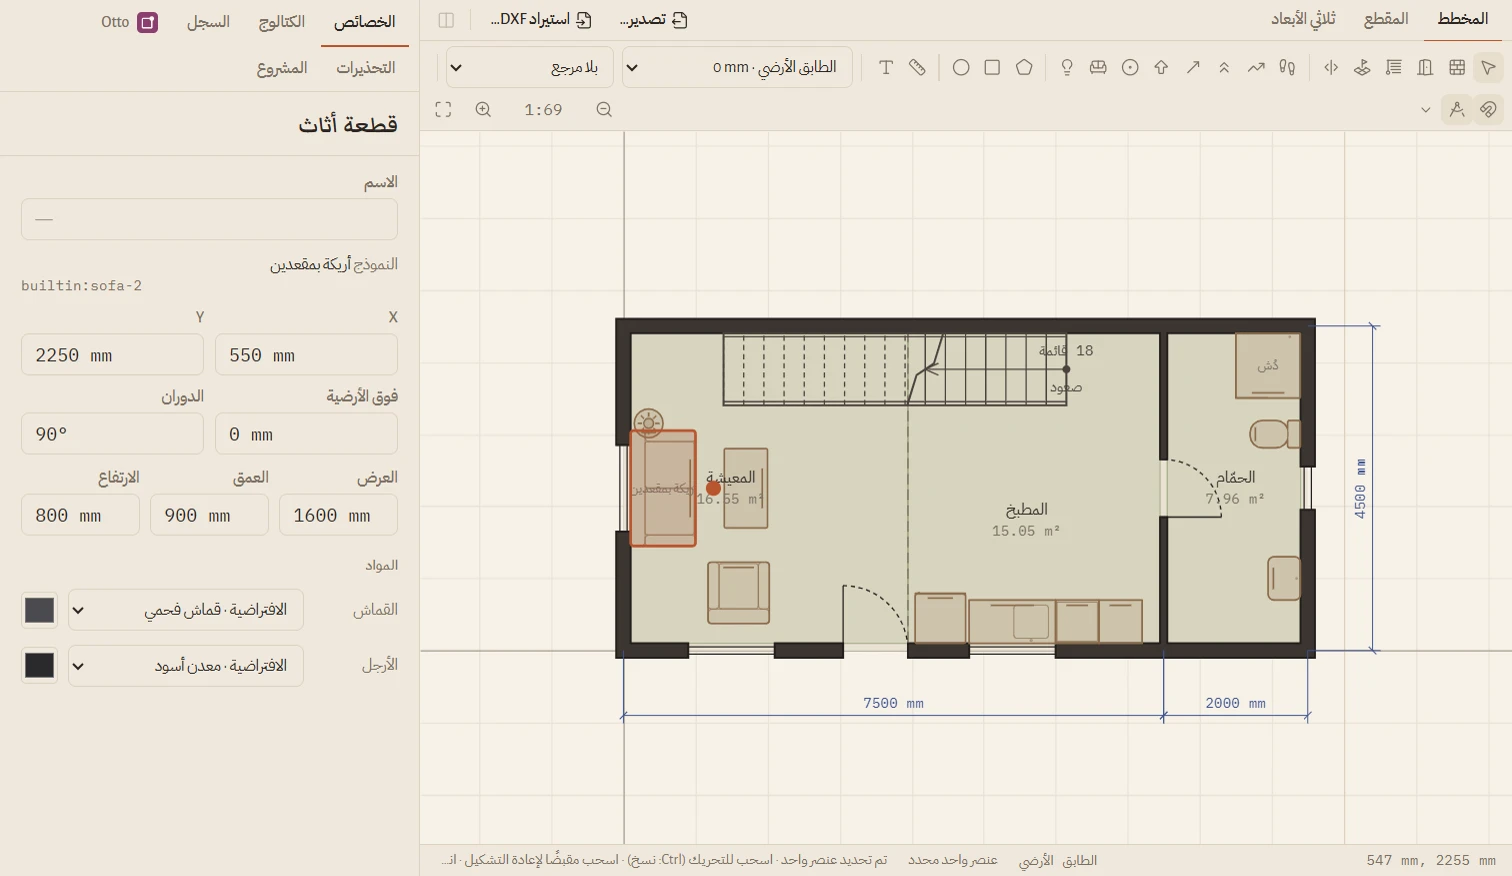 المخطط
المقطع
ثلاثي الأبعاد
تصدير...
استيراد DXF...
الخصائص
الكتالوج
السجل
Otto
التحذيرات
المشروع
الطابق الأرضي · 0 mm
بلا مرجع
1:69
قطعة أثاث
الاسم
—
النموذج أريكة بمقعدين
builtin:sofa-2
X
Y
550 mm
2250 mm
فوق الأرضية
الدوران
0 mm
90°
العرض
العمق
الارتفاع
1600 mm
900 mm
800 mm
المواد
القماش
الافتراضية · قماش فحمي
الأرجل
الافتراضية · معدن أسود
18 قائمة
صعود
دُش
المعيشة
16.55 m²
أريكة بمقعدين
المطبخ
15.05 m²
الحمّام
7.96 m²
4500 mm
7500 mm
2000 mm
547 mm, 2255 mm
الطابق الأرضي
عنصر واحد محدد
تم تحديد عنصر واحد · اسحب للتحريك (Ctrl: نسخ) · اسحب مقبضًا لإعادة التشكيل · ان...